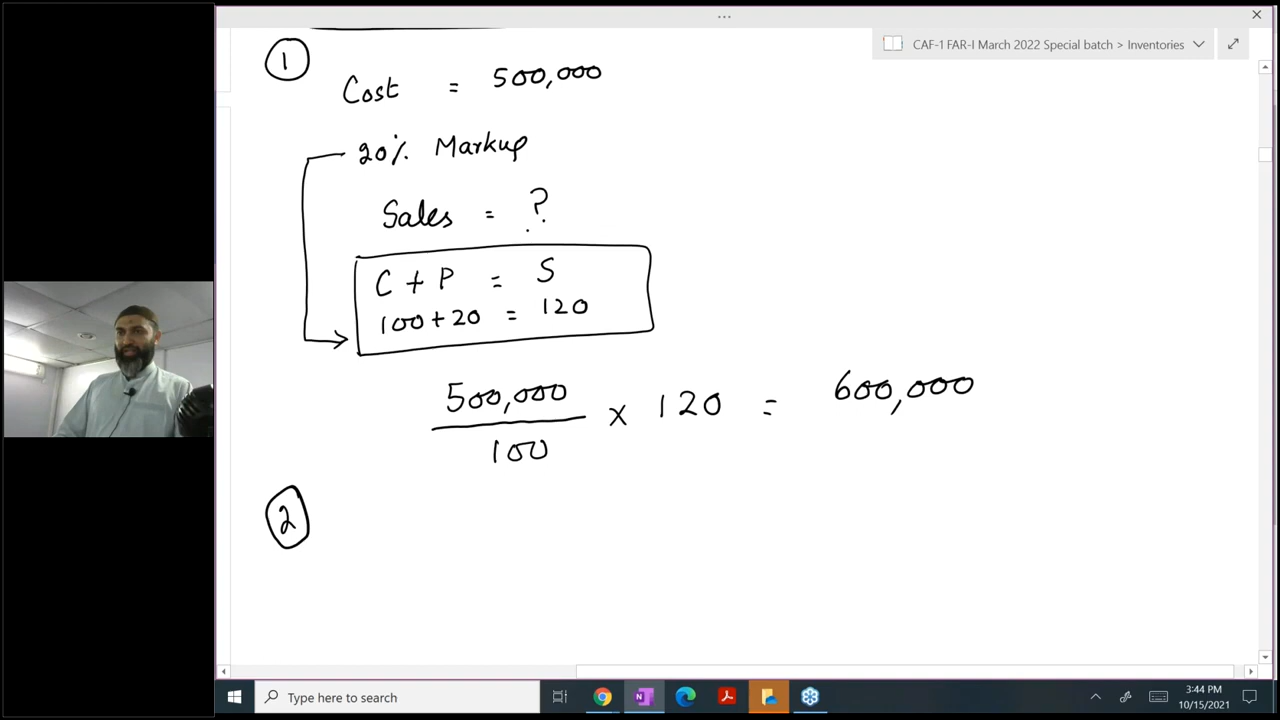 CAF-1 FAR-I March 2022 Special batch > Inventories
1
Cost = 500,000
20% Markup
Sales = ?
C + P = S
100 + 20 = 120
500,000
100
x 120 = 600,000
2
Type here to search
3:44 PM
10/15/2021